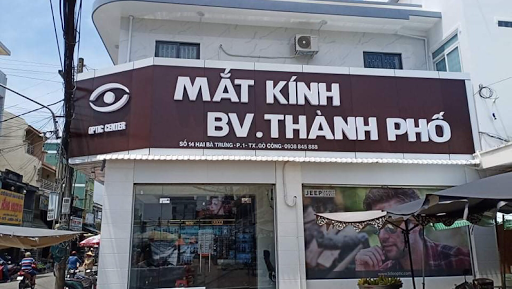 MẮT KÍNH
BV.THÀNH PHỐ
OPTIC CENTER
SỐ 14 HAI BÀ TRƯNG - P.1 - TX.GÒ CÔNG - 0938 845 888
JEEP